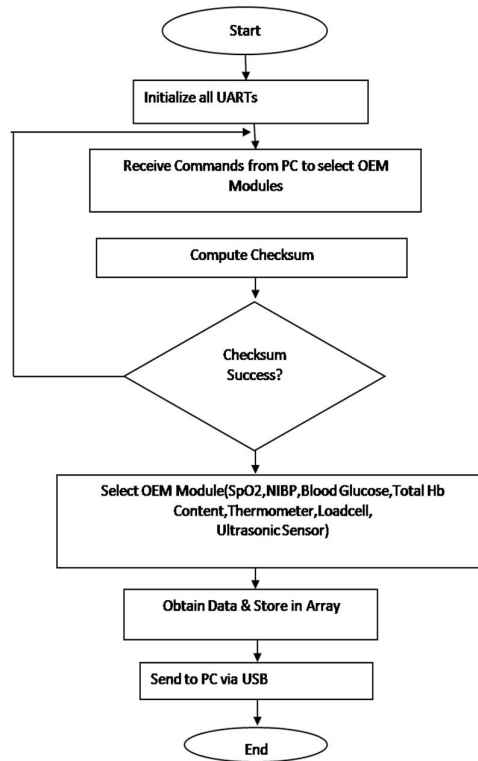 Start
Initialize all UARTs
Receive Commands from PC to select OEM
Modules
Compute Checksum
Checksum
Success?
Select OEM Module(SpO2,NIBP,Blood Glucose,Total Hb
Content,Thermometer,Loadcell,
Ultrasonic Sensor)
Obtain Data & Store in Array
Send to PC via USB
End